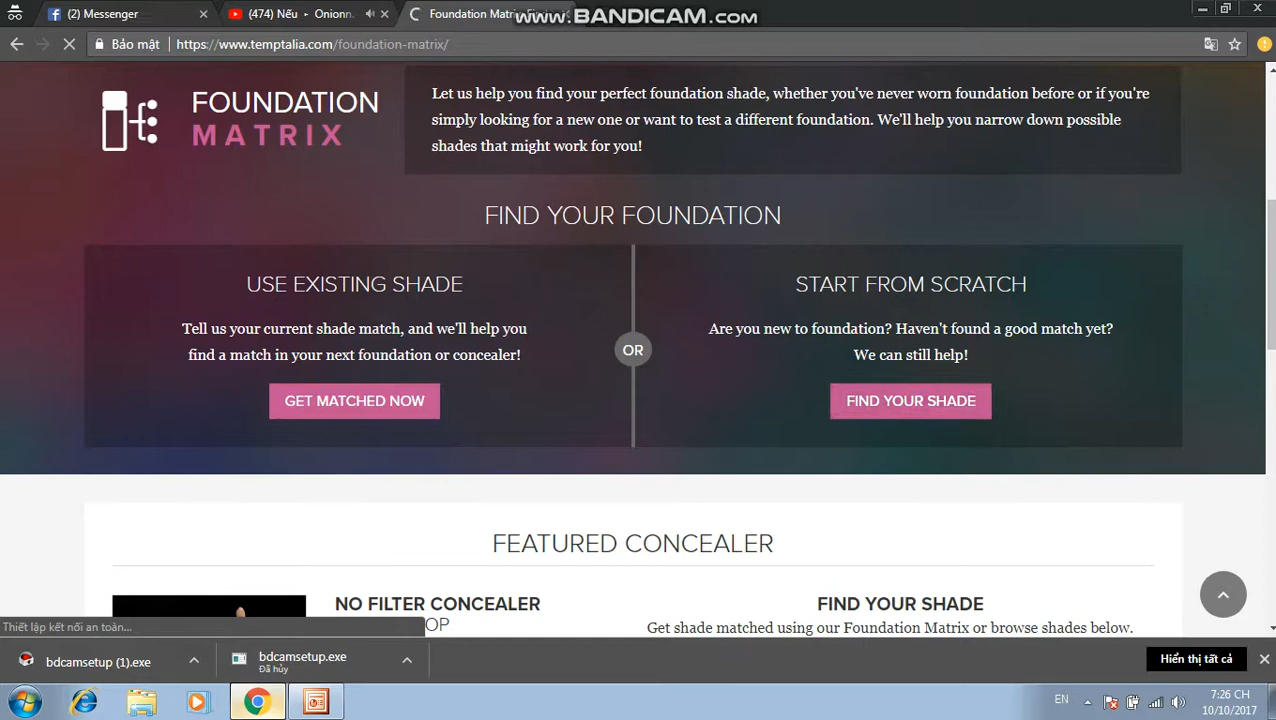 (2) Messenger
(474) Nếu - Onionn
Foundation Matrix
www.BANDICAM.com
Bảo mật
https://www.temptalia.com/foundation-matrix/
FOUNDATION
MATRIX
Let us help you find your perfect foundation shade, whether you've never worn foundation before or if you're
simply looking for a new one or want to test a different foundation. We'll help you narrow down possible
shades that might work for you!
FIND YOUR FOUNDATION
USE EXISTING SHADE
Tell us your current shade match, and we'll help you
find a match in your next foundation or concealer!
GET MATCHED NOW
OR
START FROM SCRATCH
Are you new to foundation? Haven't found a good match yet?
We can still help!
FIND YOUR SHADE
FEATURED CONCEALER
NO FILTER CONCEALER
OP
FIND YOUR SHADE
Get shade matched using our Foundation Matrix or browse shades below.
Thiết lập kết nối an toàn...
bdcamsetup (1).exe
bdcamsetup.exe
Đã hủy
Hiển thị tất cả
EN
7:26 CH
10/10/2017